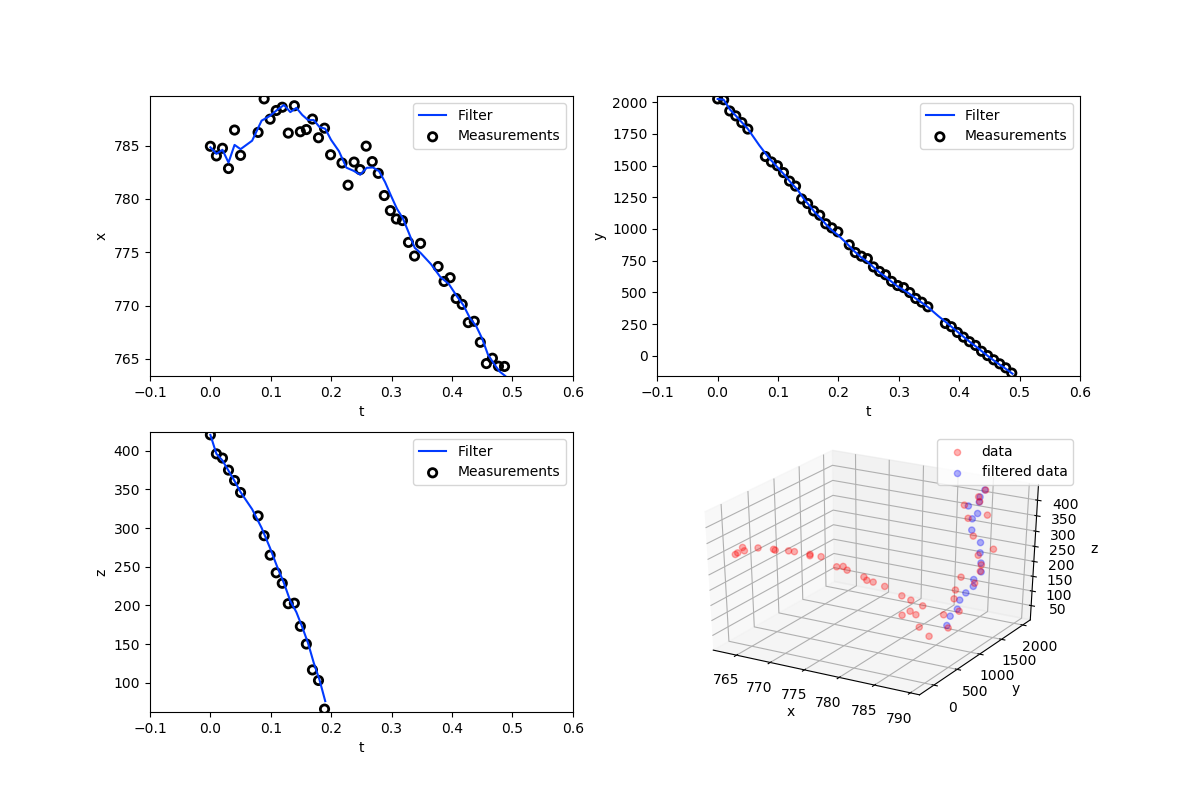 Filter
Measurements
785
780
775
770
765
x
−0.1 0.0 0.1 0.2 0.3 0.4 0.5 0.6
t
Filter
Measurements
2000
1750
1500
1250
1000
750
500
250
0
y
−0.1 0.0 0.1 0.2 0.3 0.4 0.5 0.6
t
Filter
Measurements
400
350
300
250
200
150
100
z
−0.1 0.0 0.1 0.2 0.3 0.4 0.5 0.6
t
data
filtered data
400
350
300
250
200
150
100
50
z
765 770 775 780 785 790
x
0 500 1000 1500 2000
y